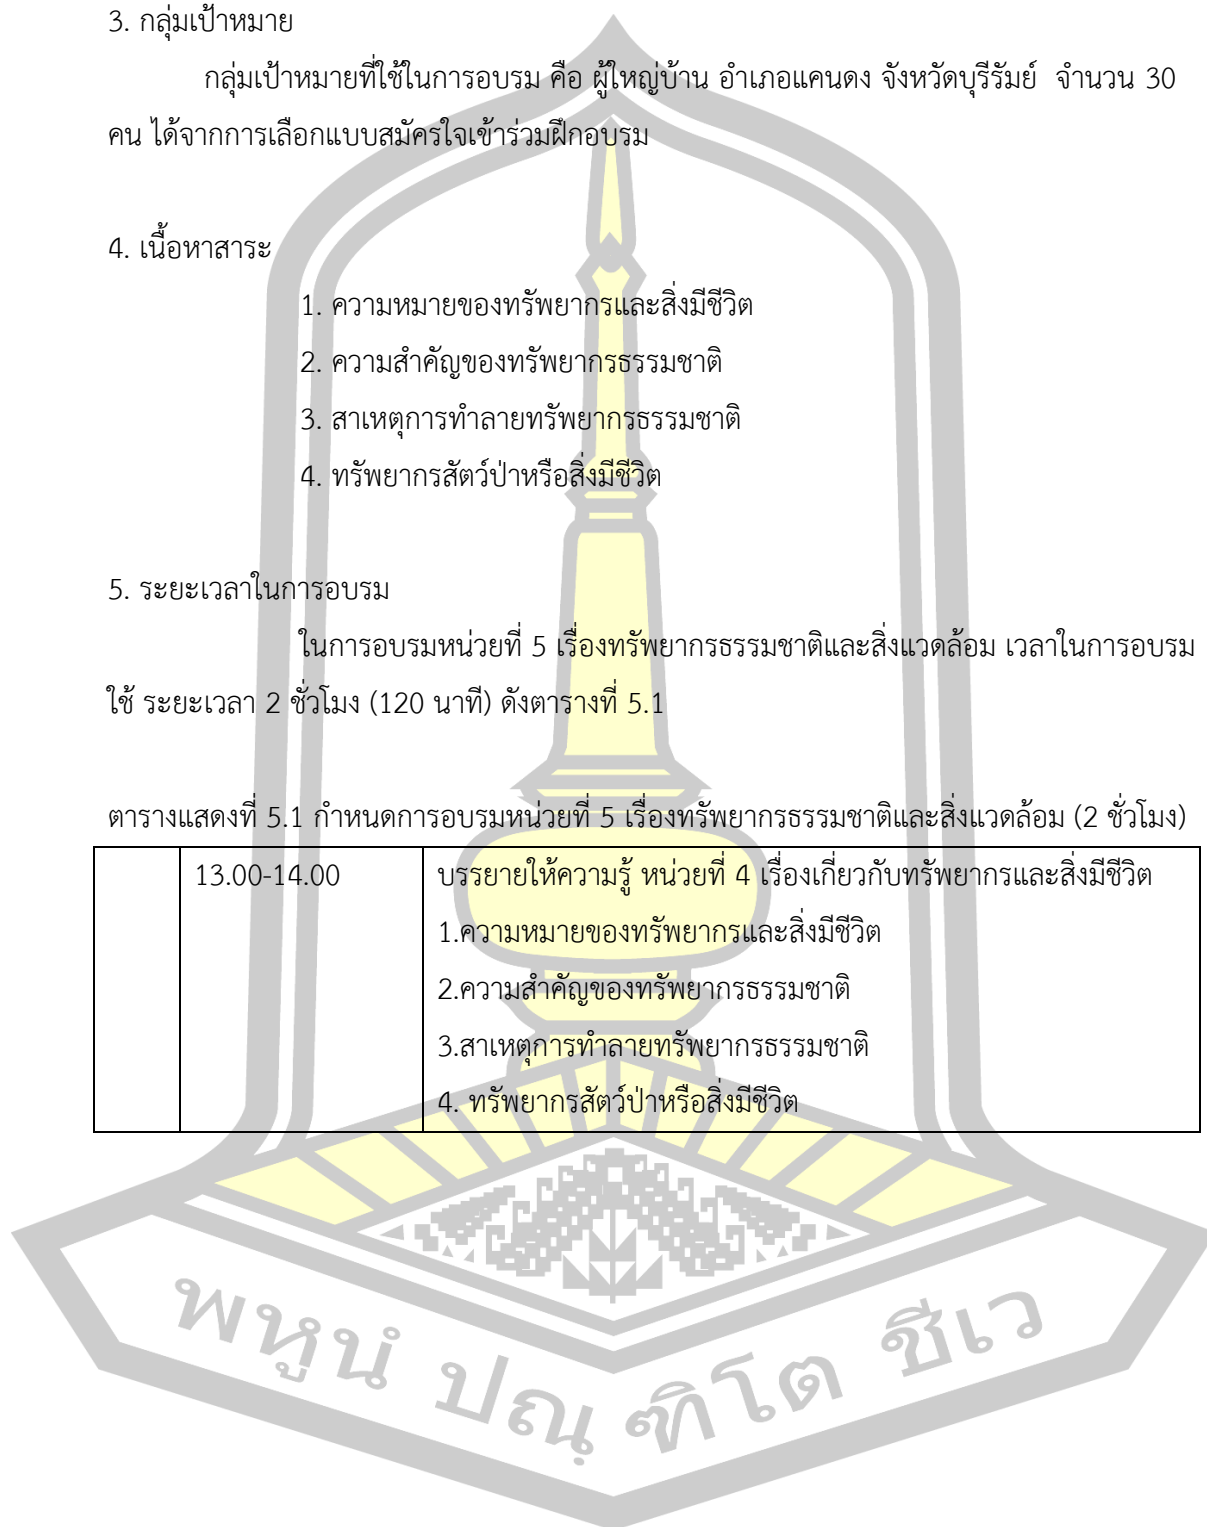 3. กลุ่มเป้าหมาย
กลุ่มเป้าหมายที่ใช้ในการอบรม คือ ผู้ใหญ่บ้าน อำเภอแคนดง จังหวัดบุรีรัมย์ จำนวน 30
คน ได้จากการเลือกแบบสมัครใจเข้าร่วมฝึกอบรม
4. เนื้อหาสาระ
1. ความหมายของทรัพยากรและสิ่งมีชีวิต
2. ความสำคัญของทรัพยากรธรรมชาติ
3. สาเหตุการทำลายทรัพยากรธรรมชาติ
4. ทรัพยากรสัตว์ป่าหรือสิ่งมีชีวิต
5. ระยะเวลาในการอบรม
ในการอบรมหน่วยที่ 5 เรื่องทรัพยากรธรรมชาติและสิ่งแวดล้อม เวลาในการอบรม
ใช้ ระยะเวลา 2 ชั่วโมง (120 นาที) ดังตารางที่ 5.1
ตารางแสดงที่ 5.1 กำหนดการอบรมหน่วยที่ 5 เรื่องทรัพยากรธรรมชาติและสิ่งแวดล้อม (2 ชั่วโมง)
13.00-14.00 บรรยายให้ความรู้ หน่วยที่ 4 เรื่องเกี่ยวกับทรัพยากรและสิ่งมีชีวิต
1.ความหมายของทรัพยากรและสิ่งมีชีวิต
2.ความสำคัญของทรัพยากรธรรมชาติ
3.สาเหตุการทำลายทรัพยากรธรรมชาติ
4. ทรัพยากรสัตว์ป่าหรือสิ่งมีชีวิต
พหูนํ ปณฺฑิโต ชีเว